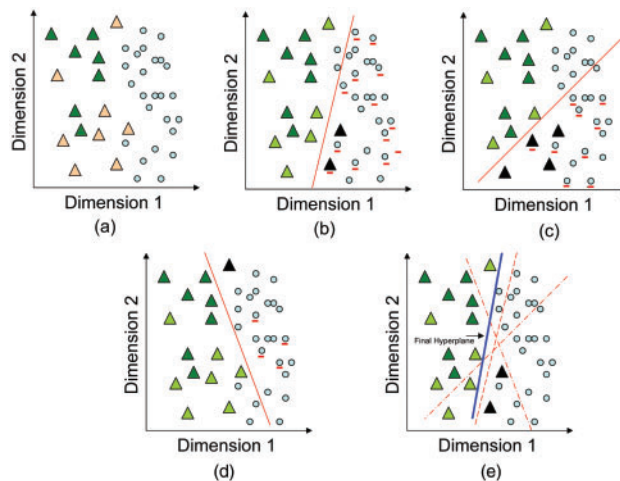 Dimension 2
Dimension 1
(a)
Dimension 2
Dimension 1
(b)
Dimension 2
Dimension 1
(c)
Dimension 2
Dimension 1
(d)
Dimension 2
Final Hyperplane
Dimension 1
(e)